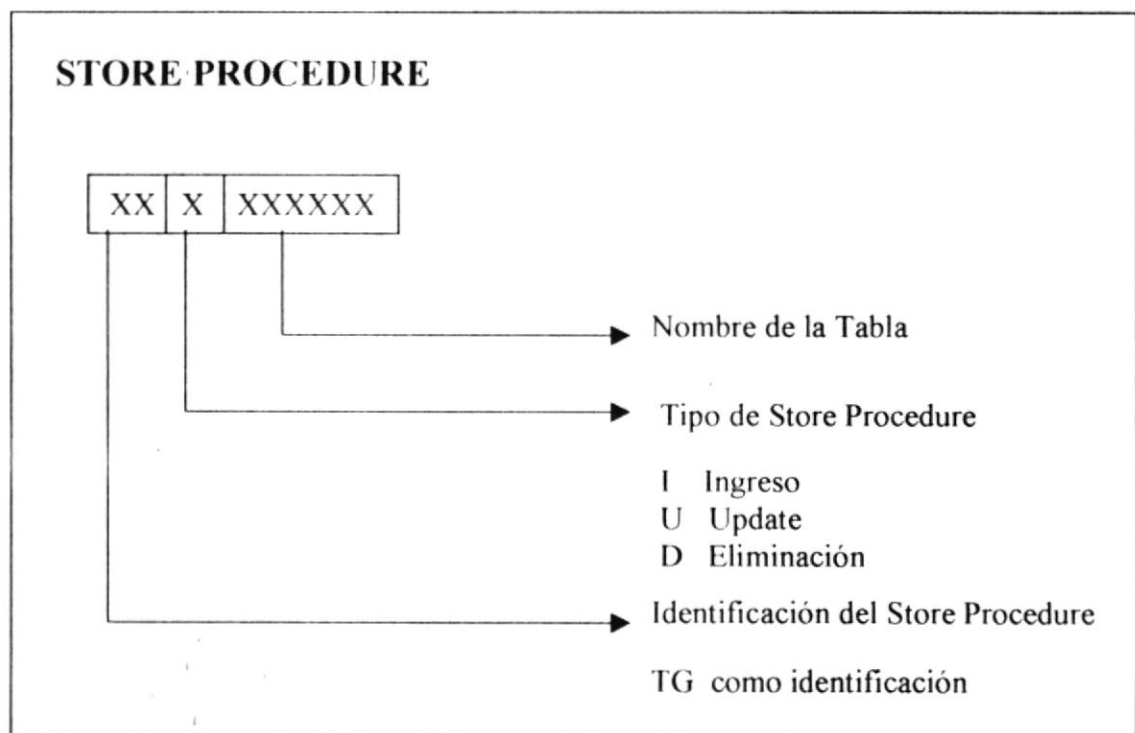 STORE PROCEDURE
XX X XXXXXX
Nombre de la Tabla
Tipo de Store Procedure
I Ingreso
U Update
D Eliminación
Identificación del Store Procedure
TG como identificación